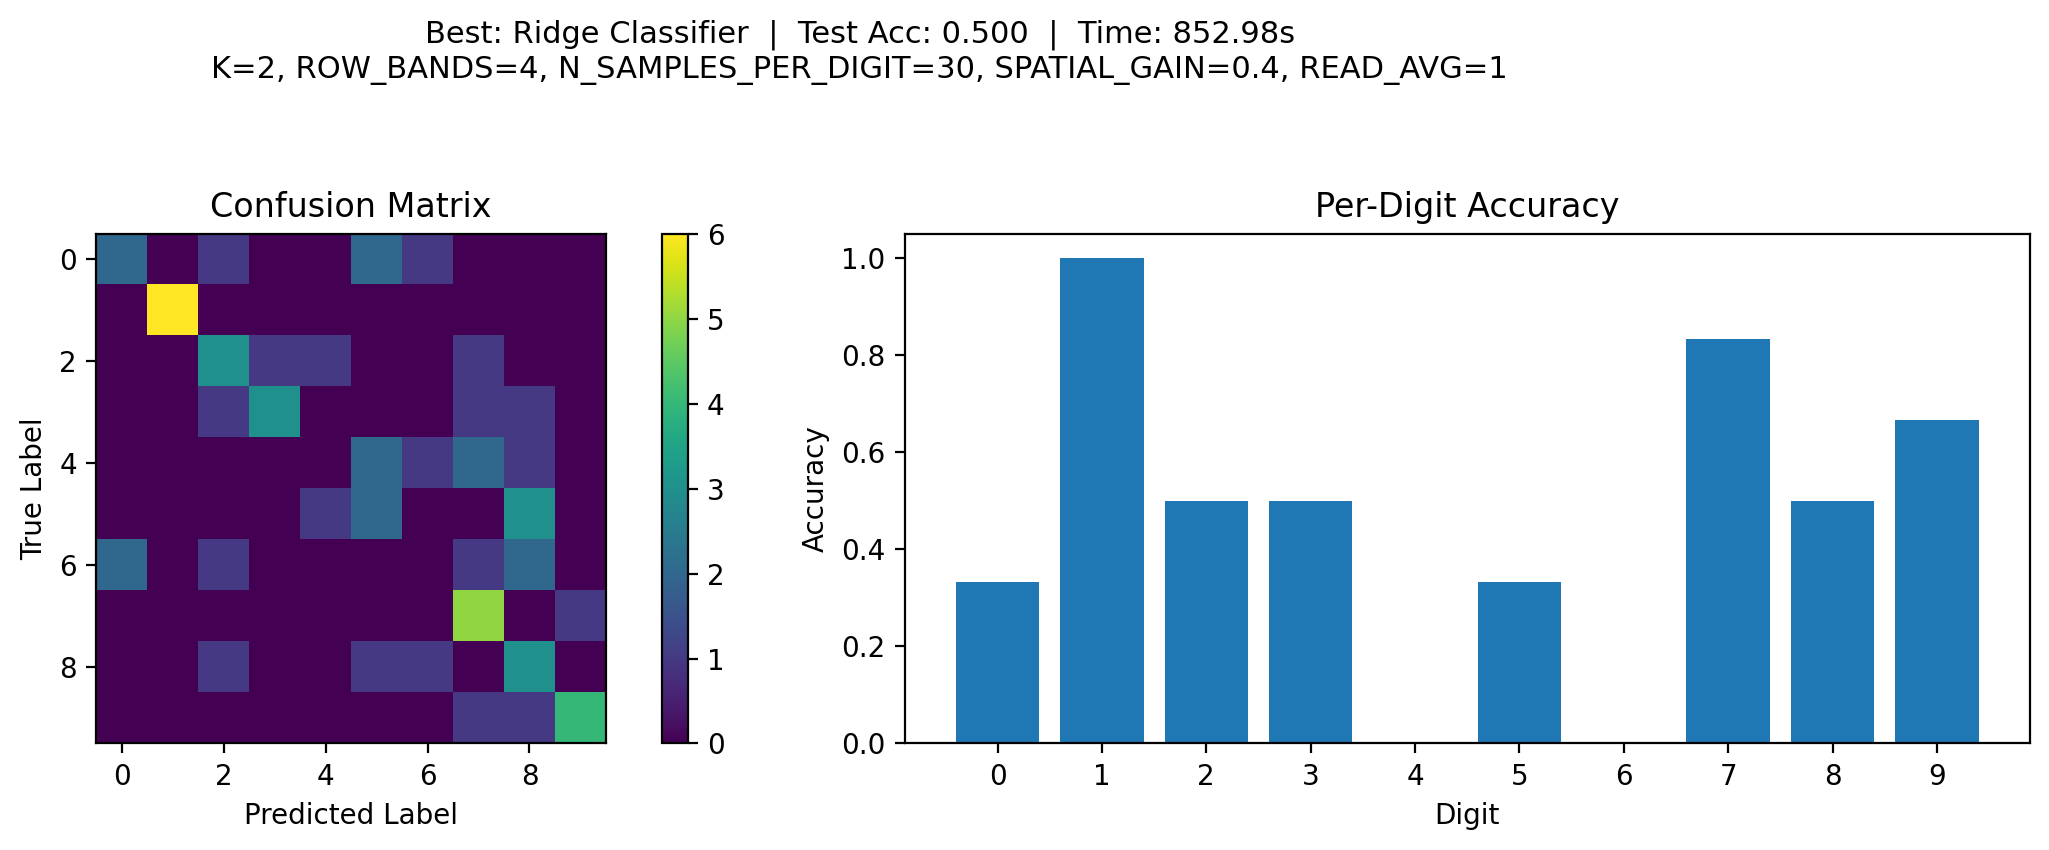 Best: Ridge Classifier | Test Acc: 0.500 | Time: 852.98s
K=2, ROW_BANDS=4, N_SAMPLES_PER_DIGIT=30, SPATIAL_GAIN=0.4, READ_AVG=1
Confusion Matrix
True Label
0
2
4
6
8
0 2 4 6 8
Predicted Label
6
5
4
3
2
1
0
Per-Digit Accuracy
Accuracy
1.0
0.8
0.6
0.4
0.2
0.0
0 1 2 3 4 5 6 7 8 9
Digit